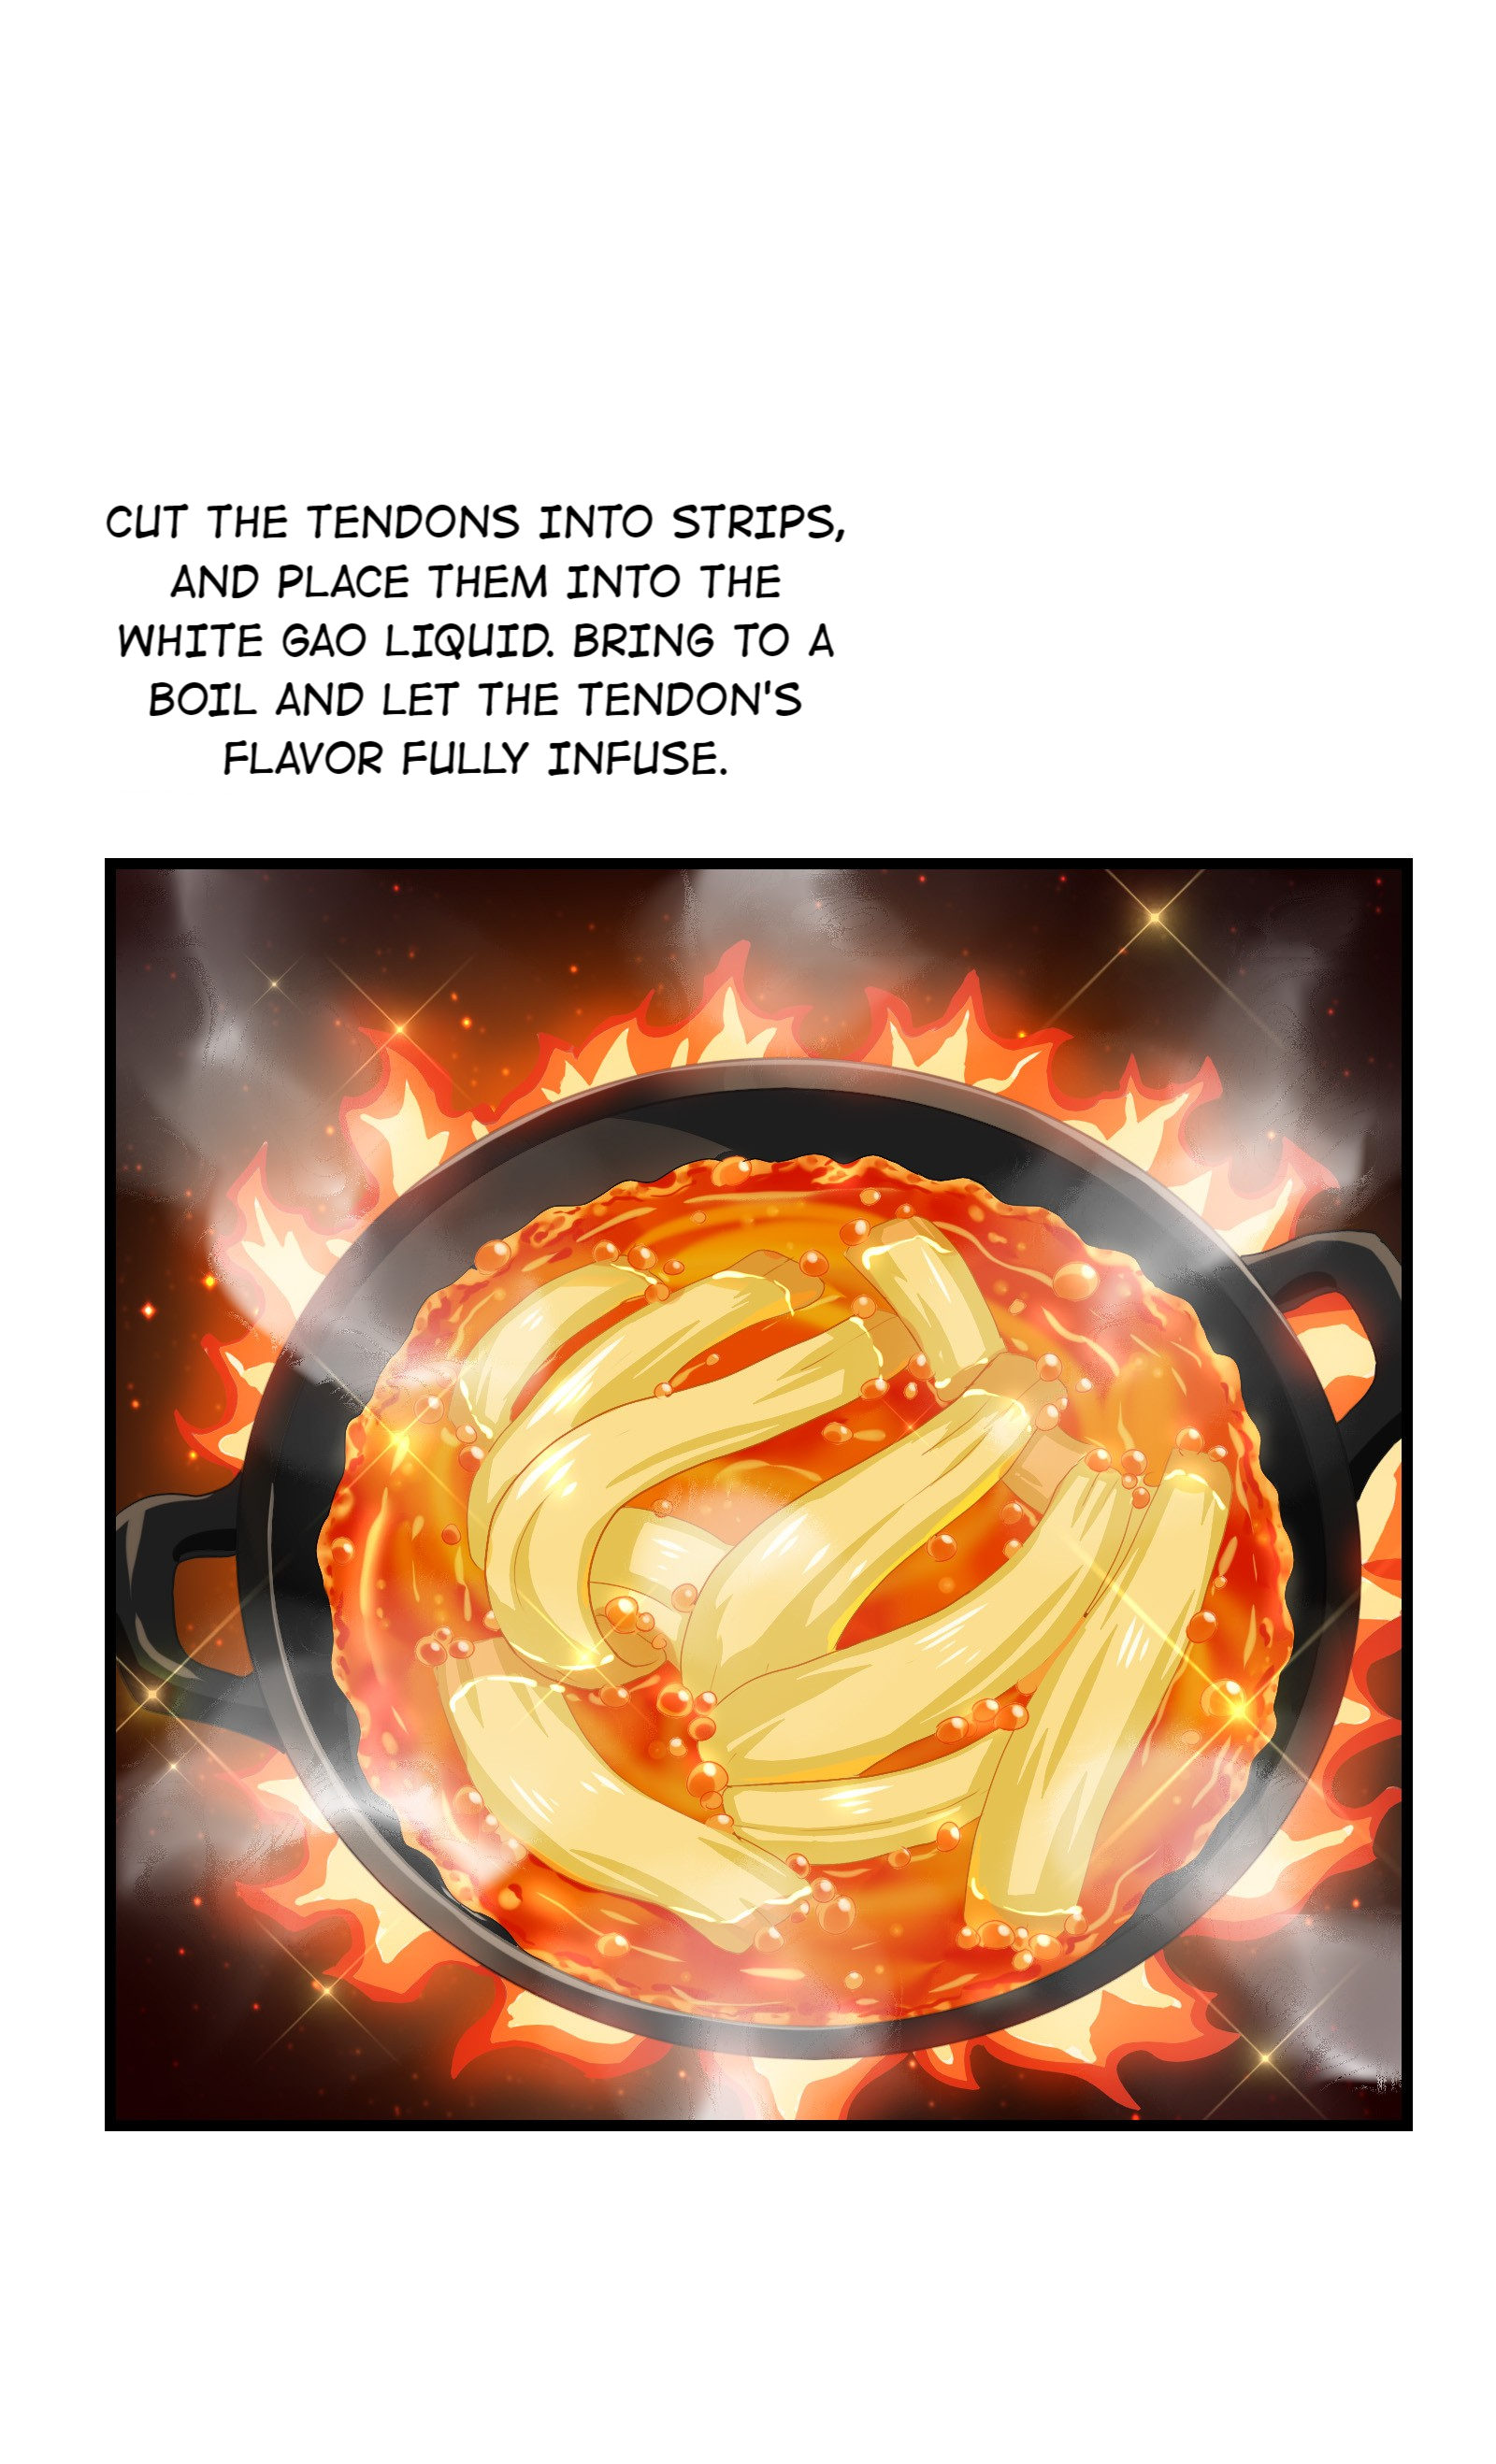 CUT THE TENDONS INTO STRIPS,
AND PLACE THEM INTO THE
WHITE GAO LIQUID. BRING TO A
BOIL AND LET THE TENDON'S
FLAVOR FULLY INFUSE.